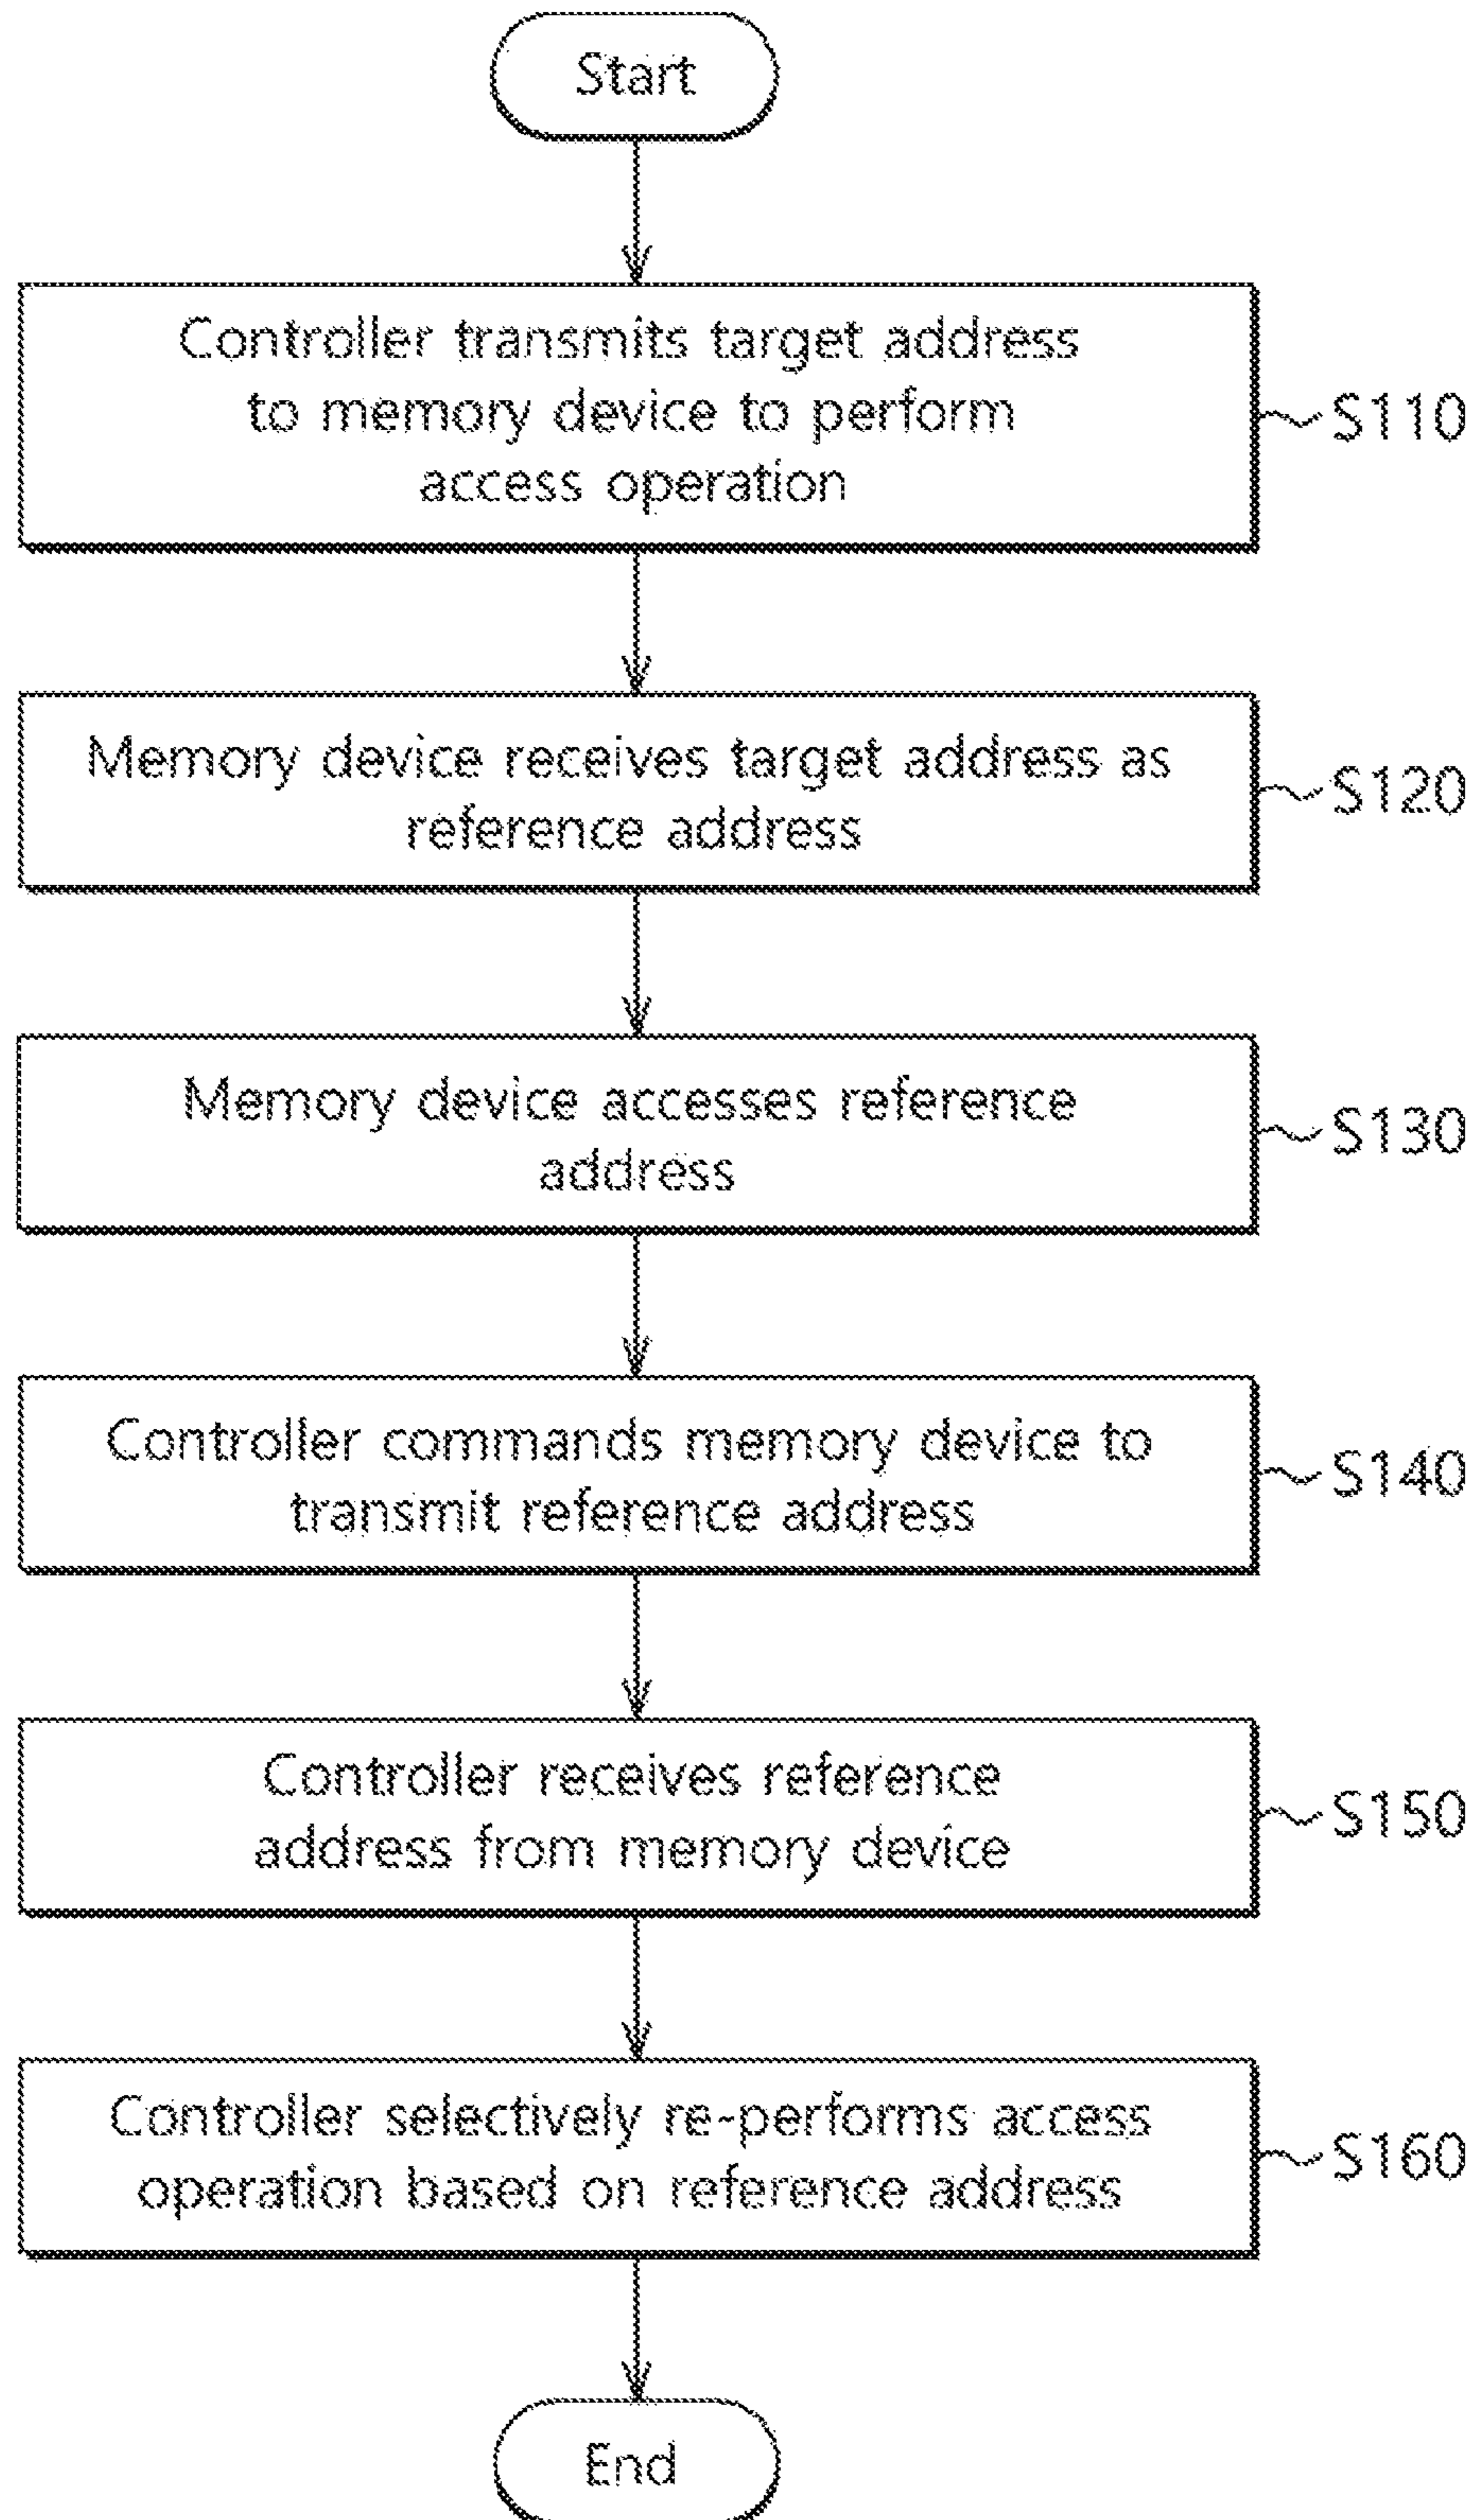 Start
Controller transmits target address
to memory device to perform
access operation
S110
Memory device receives target address as
reference address
S120
Memory device accesses reference
address
S130
Controller commands memory device to
transmit reference address
S140
Controller receives reference
address from memory device
S150
Controller selectively re-performs access
operation based on reference address
S160
End